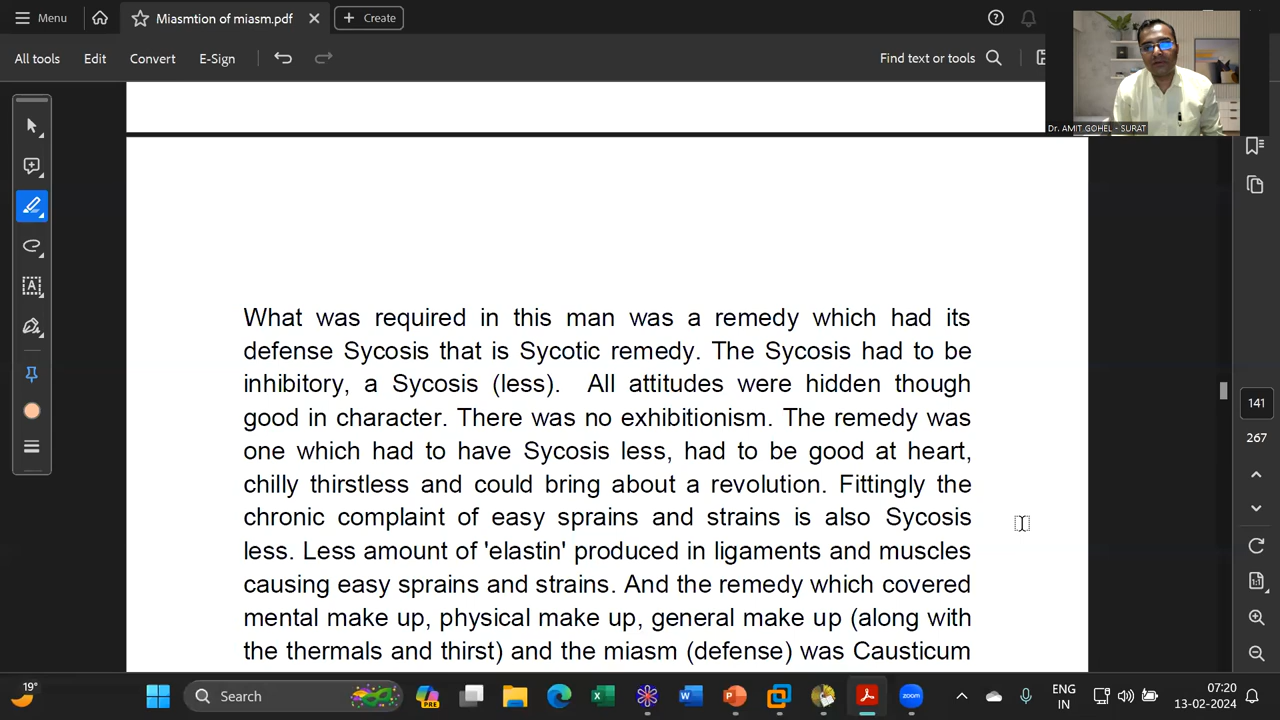 Menu
Miasmtion of miasm.pdf
Create
All tools
Edit
Convert
E-Sign
Find text or tools
Dr. AMIT GOHEL - SURAT
What was required in this man was a remedy which had its
defense Sycosis that is Sycotic remedy. The Sycosis had to be
inhibitory, a Sycosis (less). All attitudes were hidden though
good in character. There was no exhibitionism. The remedy was
one which had to have Sycosis less, had to be good at heart,
chilly thirstless and could bring about a revolution. Fittingly the
chronic complaint of easy sprains and strains is also Sycosis
less. Less amount of 'elastin' produced in ligaments and muscles
causing easy sprains and strains. And the remedy which covered
mental make up, physical make up, general make up (along with
the thermals and thirst) and the miasm (defense) was Causticum
141
267
19°
Search
PRE
ENG
IN
07:20
13-02-2024